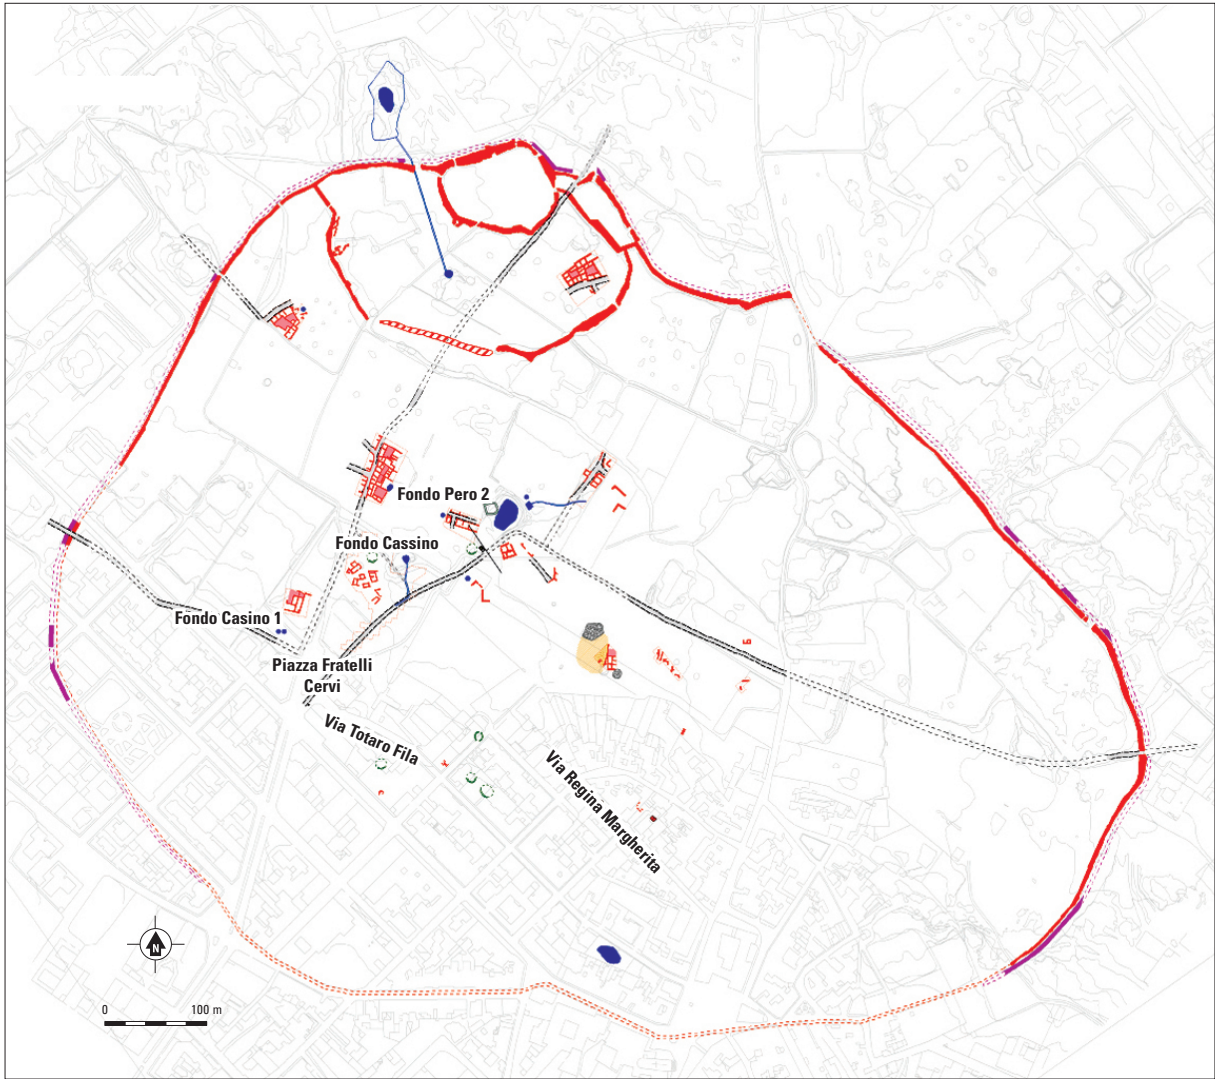 Fondo Pero 2
Fondo Cassino
Fondo Casino 1
Piazza Fratelli
Cervi
Via Totaro Fila
Via Regina Margherita
N
0 100 m